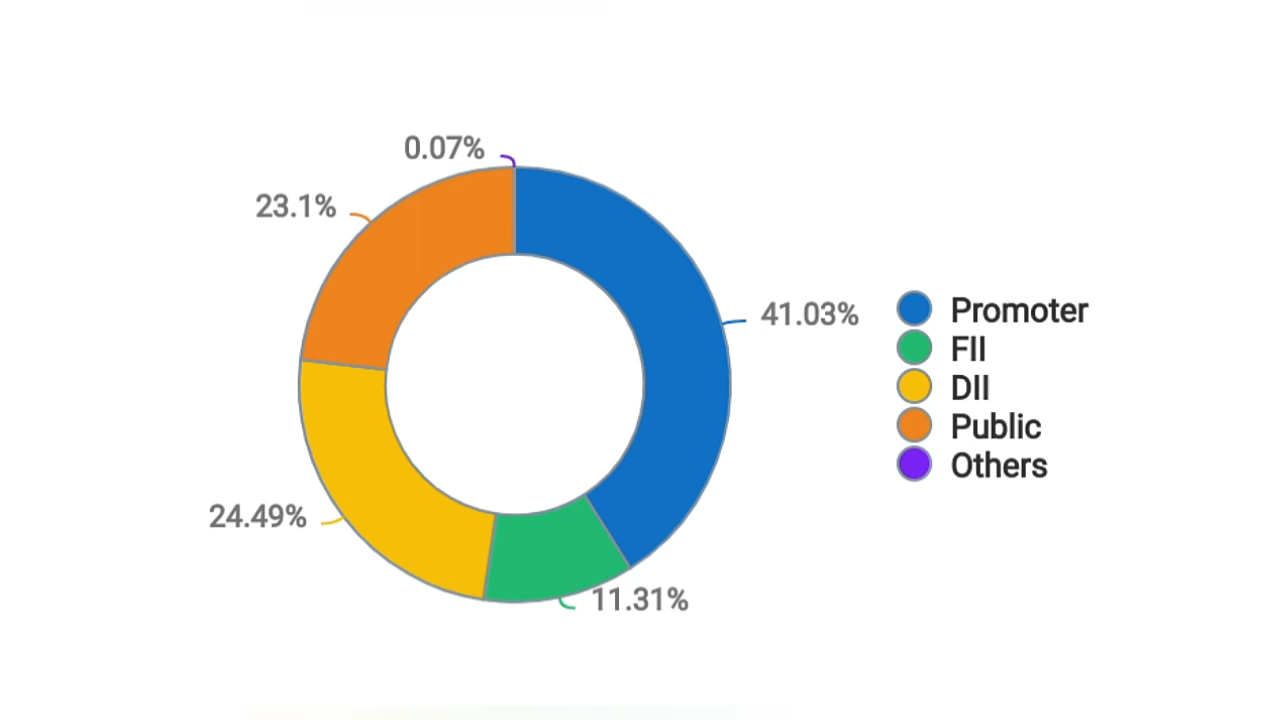 0.07%
23.1%
41.03%
24.49%
11.31%
Promoter
FII
DII
Public
Others